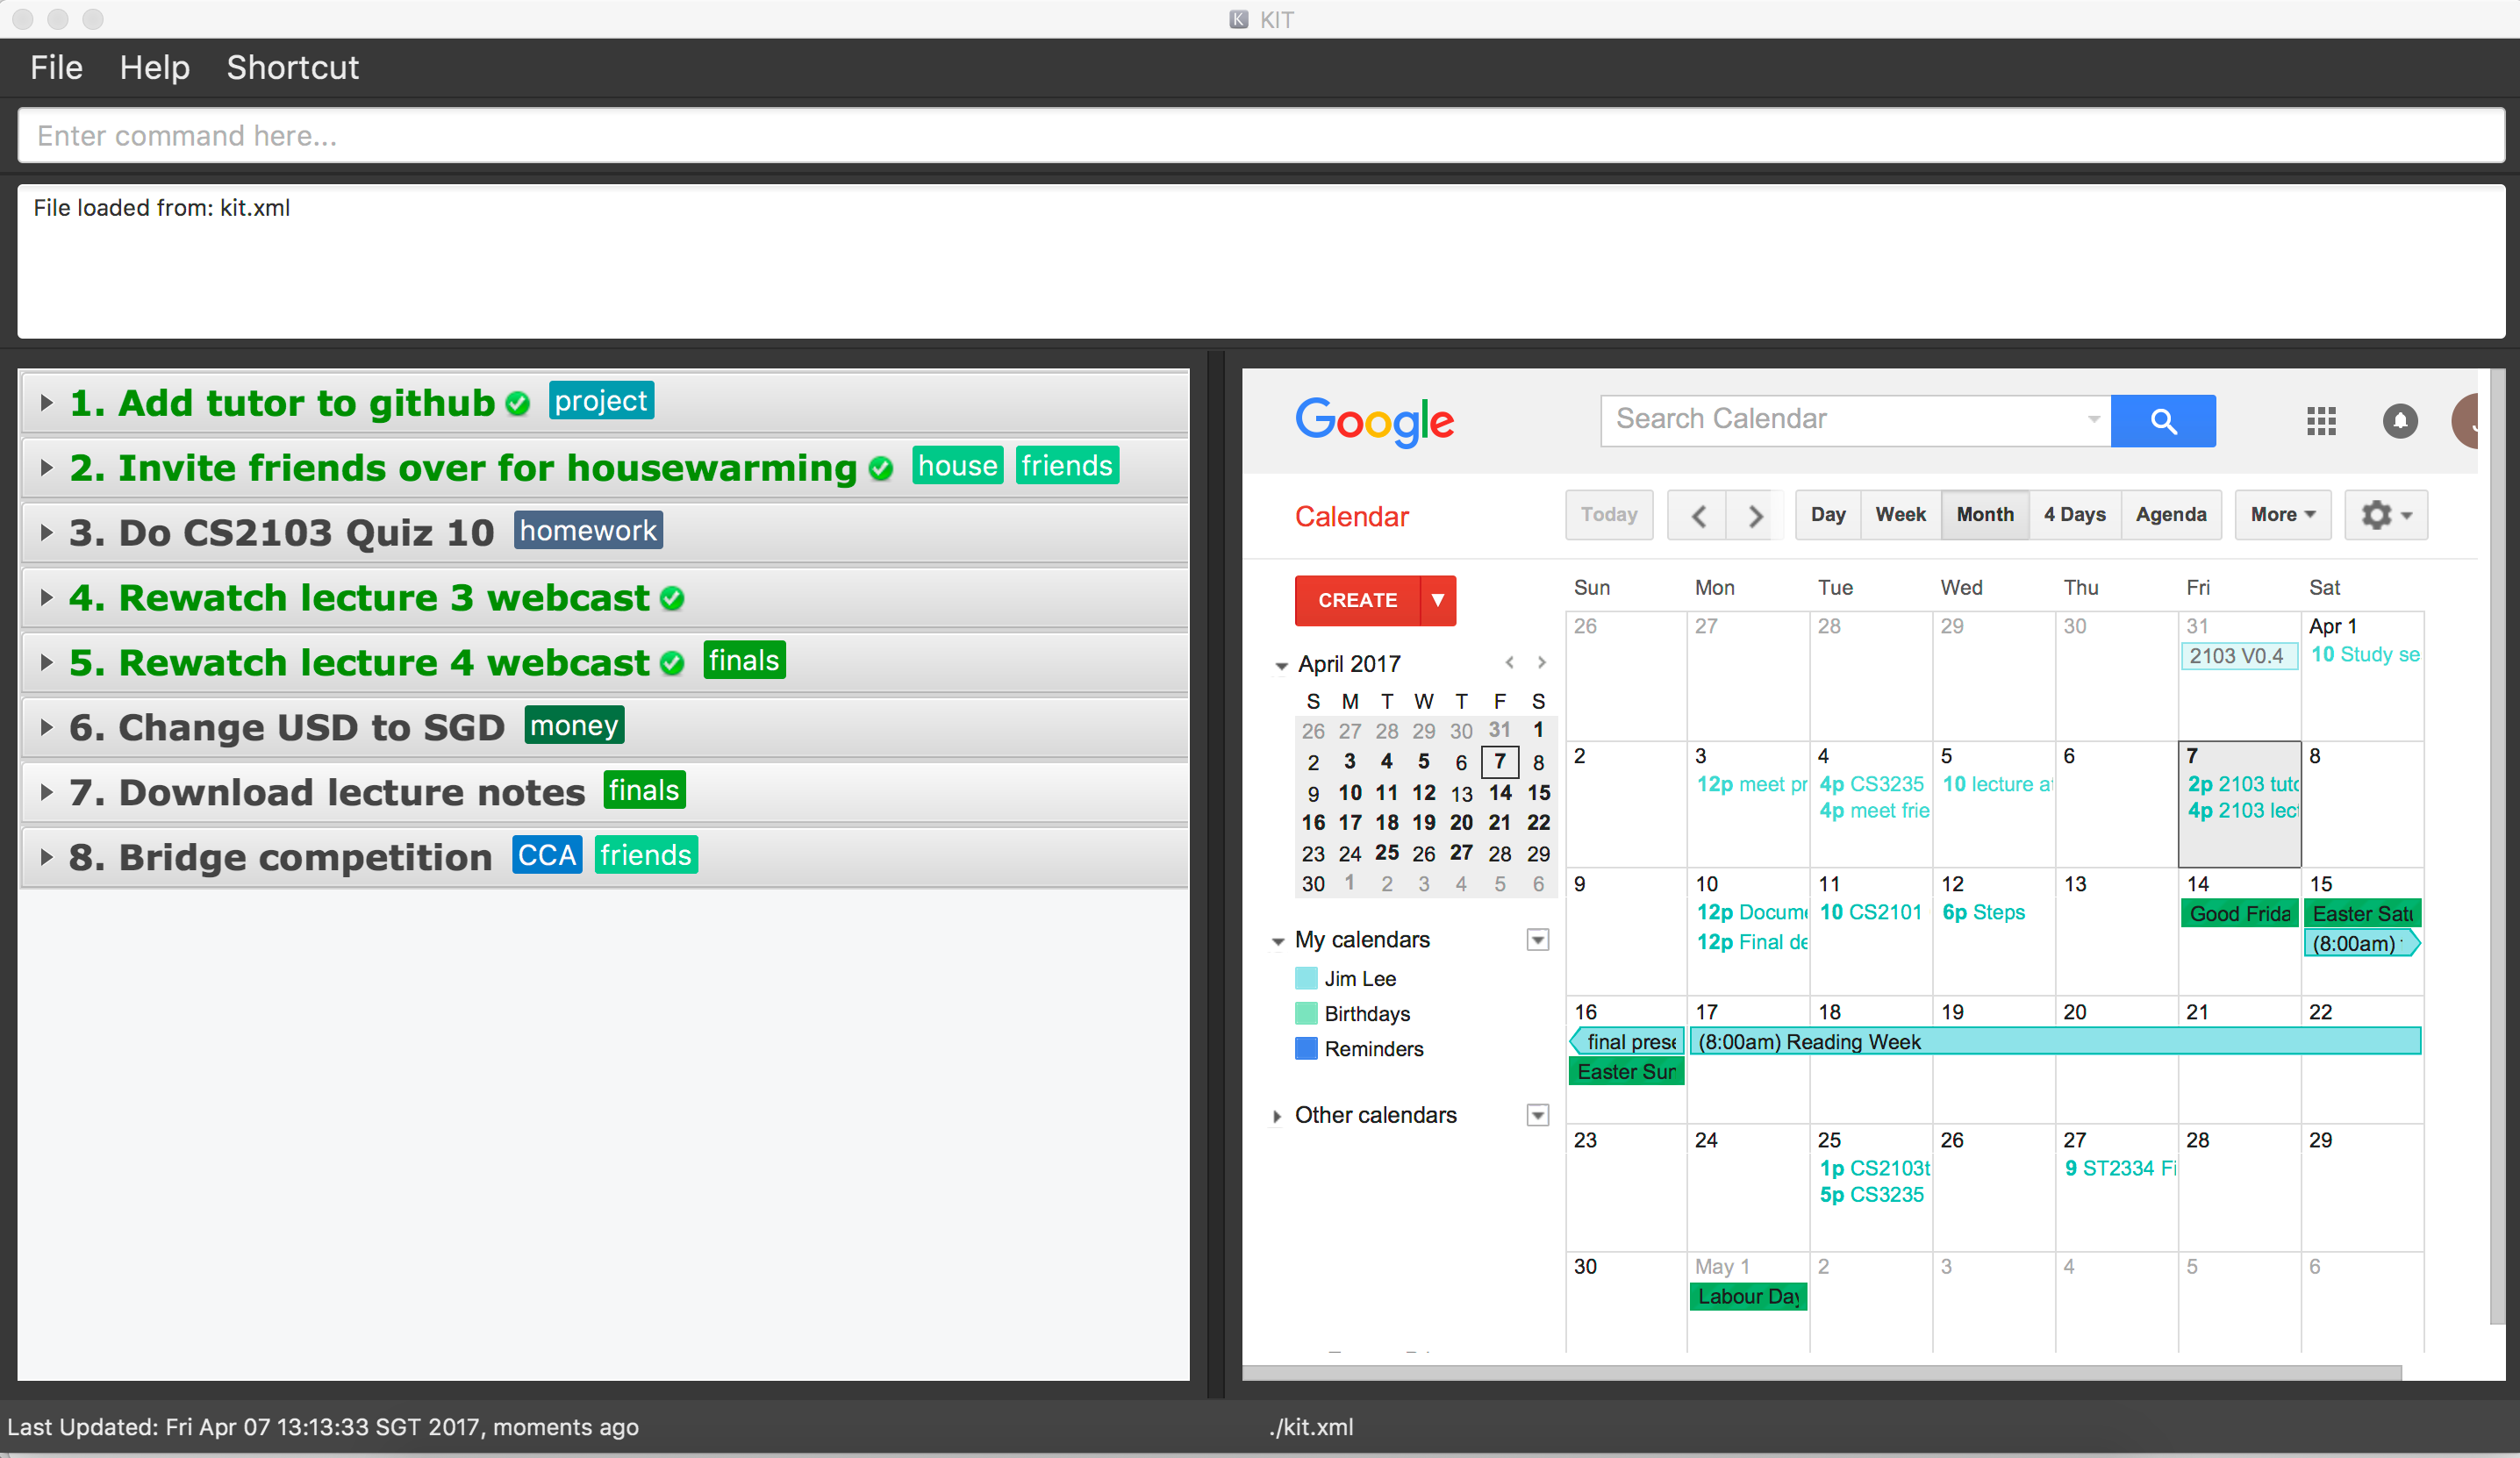 KIT
File Help Shortcut
Enter command here...
File loaded from: kit.xml
1. Add tutor to github project
2. Invite friends over for housewarming house friends
3. Do CS2103 Quiz 10 homework
4. Rewatch lecture 3 webcast
5. Rewatch lecture 4 webcast finals
6. Change USD to SGD money
7. Download lecture notes finals
8. Bridge competition CCA friends
Google
Search Calendar
Calendar
Today
Day Week Month 4 Days Agenda
More
CREATE
April 2017
S M T W T F S
26 27 28 29 30 31 1
2 3 4 5 6 7 8
9 10 11 12 13 14 15
16 17 18 19 20 21 22
23 24 25 26 27 28 29
30 1 2 3 4 5 6
My calendars
Jim Lee
Birthdays
Reminders
Other calendars
Sun Mon Tue Wed Thu Fri Sat
26 27 28 29 30 31 Apr 1
2103 V0.4 10 Study se
2 3 4 5 6 7 8
12p meet pr 4p CS3235 10 lecture a 2p 2103 tuto
4p meet frie 4p 2103 lect
9 10 11 12 13 14 15
12p Docume 10 CS2101 6p Steps Good Frida Easter Satu
12p Final de (8:00am)
16 17 18 19 20 21 22
final prese (8:00am) Reading Week
Easter Sun
23 24 25 26 27 28 29
1p CS2103t 9 ST2334 Fi
5p CS3235
30 May 1 2 3 4 5 6
Labour Day
Last Updated: Fri Apr 07 13:13:33 SGT 2017, moments ago
./kit.xml